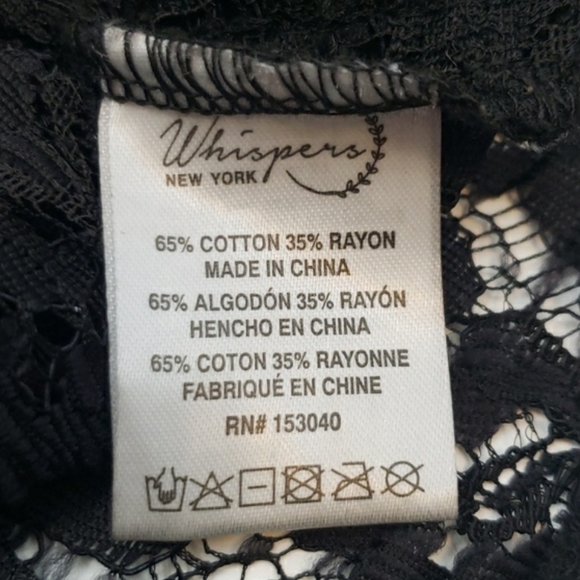 Whispers
NEW YORK
65% COTTON 35% RAYON
MADE IN CHINA
65% ALGODÓN 35% RAYÓN
HENCHO EN CHINA
65% COTON 35% RAYONNE
FABRIQUÉ EN CHINE
RN# 153040